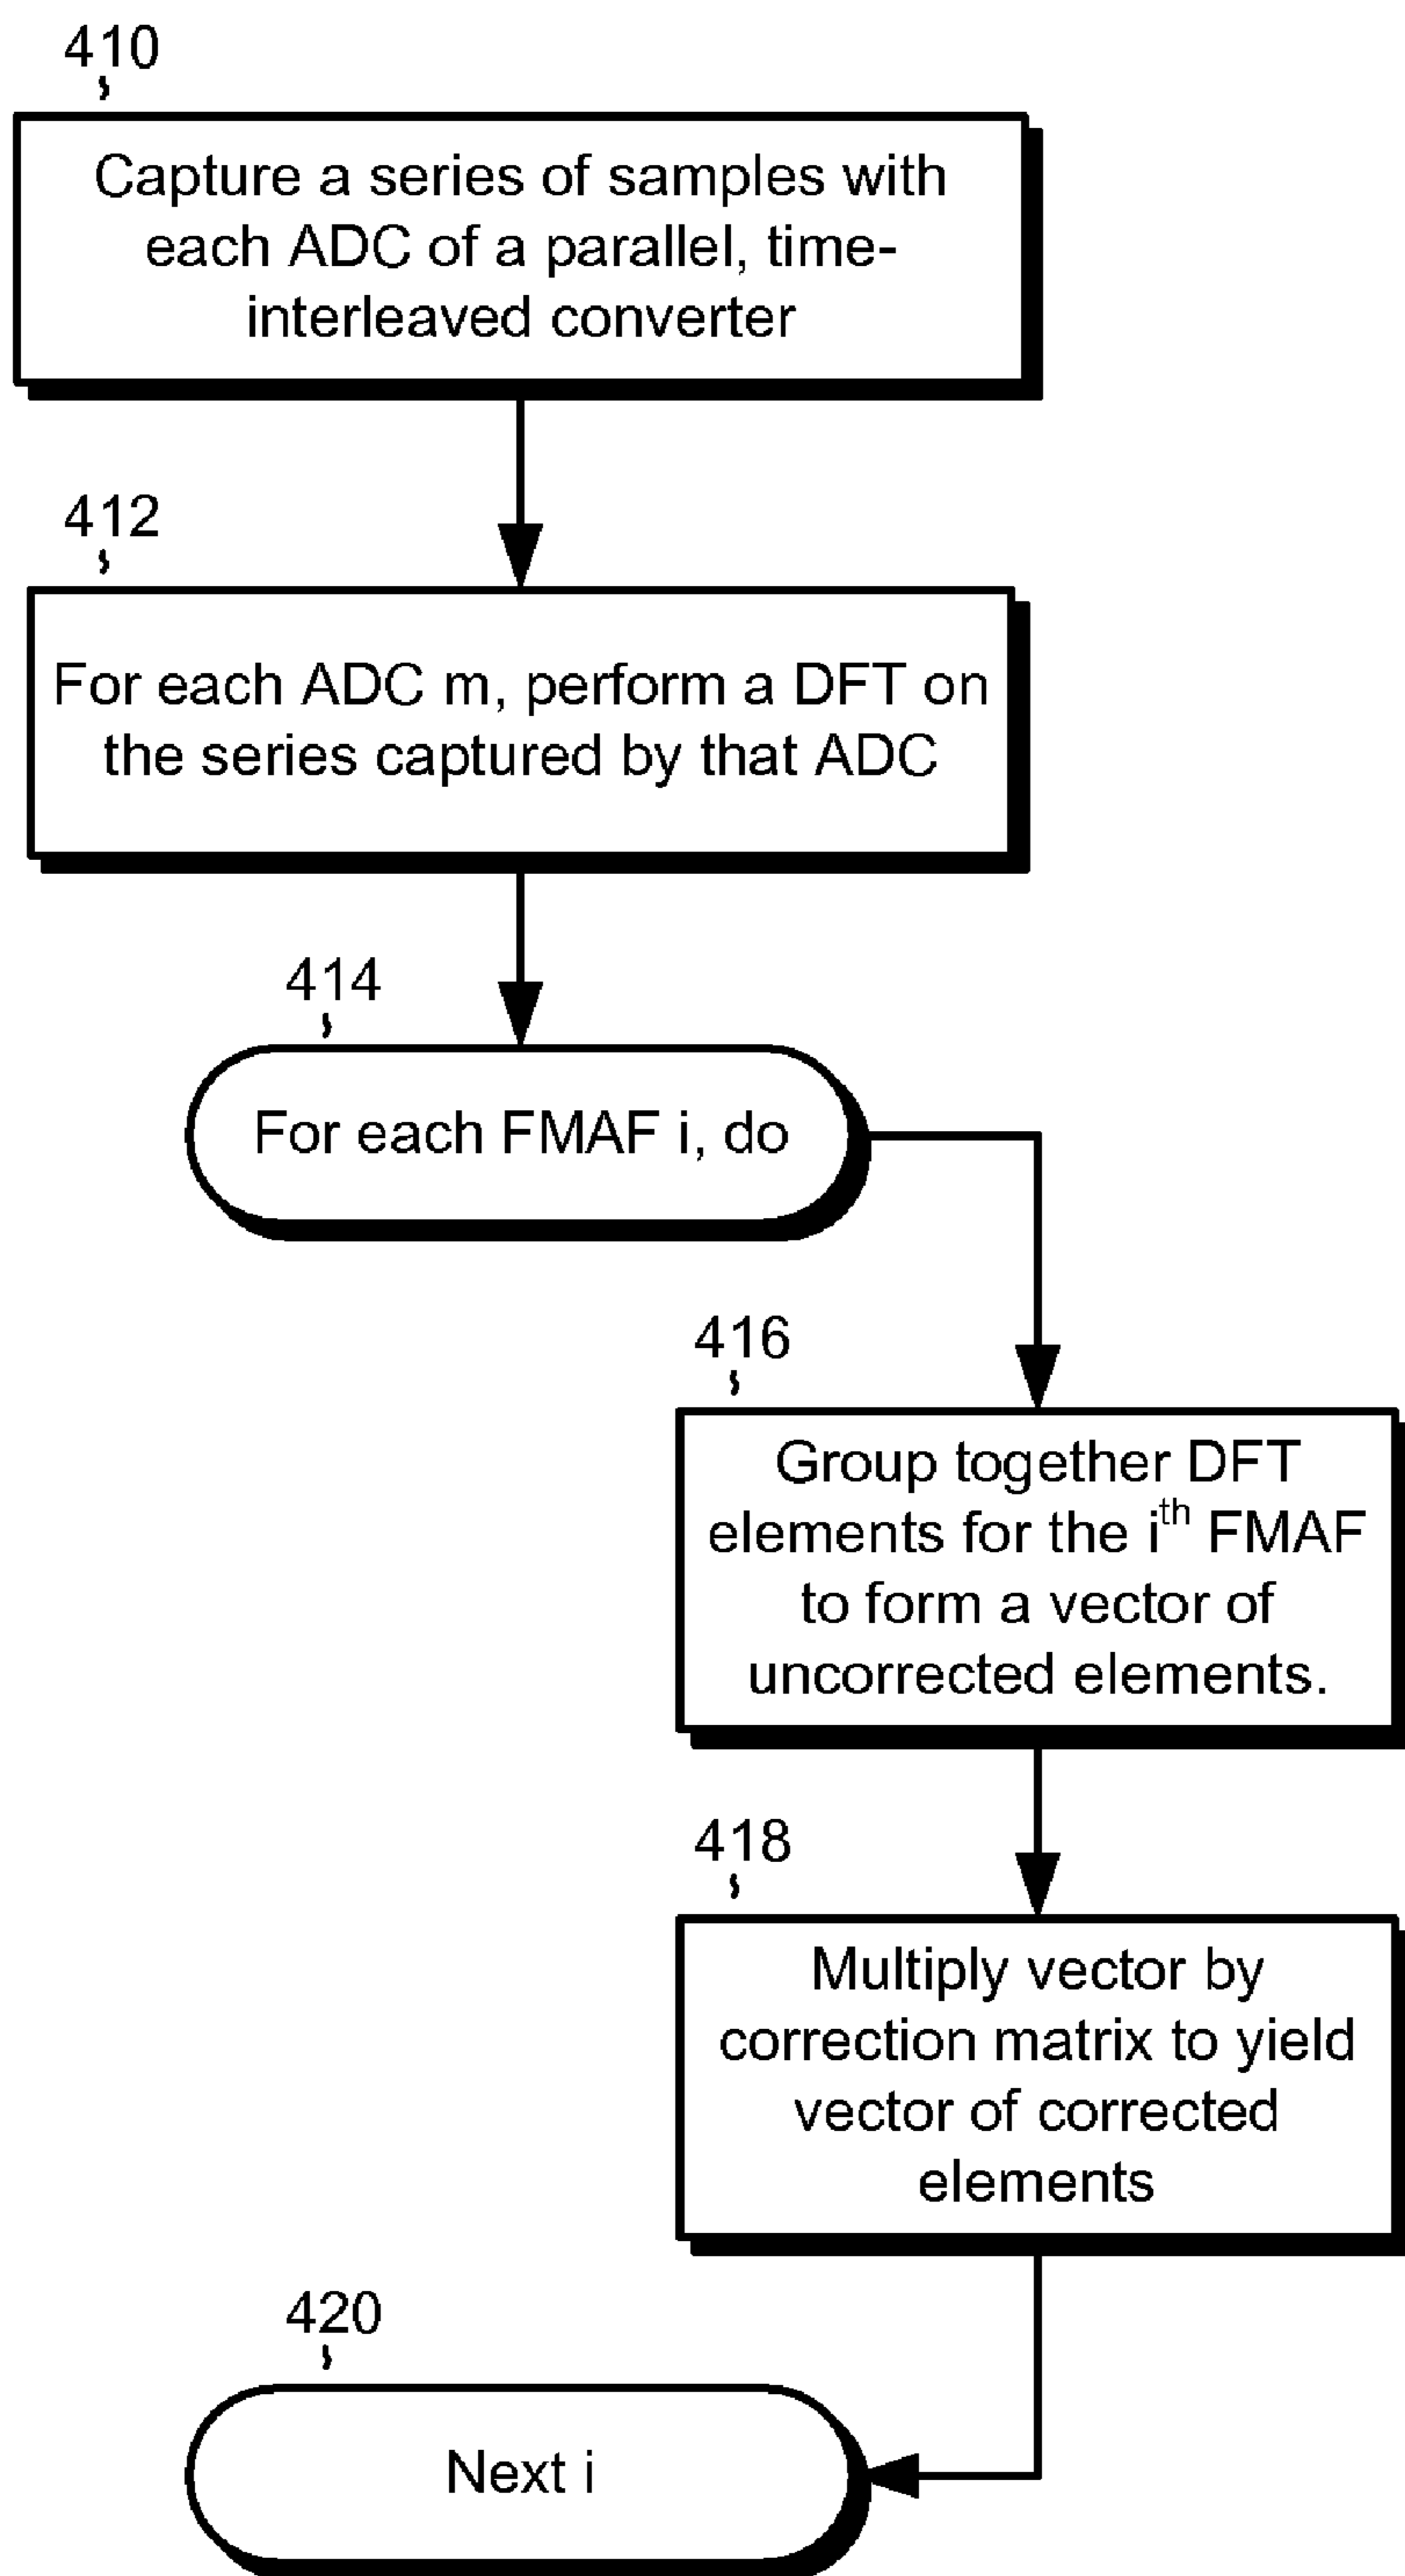 410
Capture a series of samples with
each ADC of a parallel, time-
interleaved converter
412
For each ADC m, perform a DFT on
the series captured by that ADC
414
For each FMAF i, do
416
Group together DFT
elements for the ith FMAF
to form a vector of
uncorrected elements.
418
Multiply vector by
correction matrix to yield
vector of corrected
elements
420
Next i